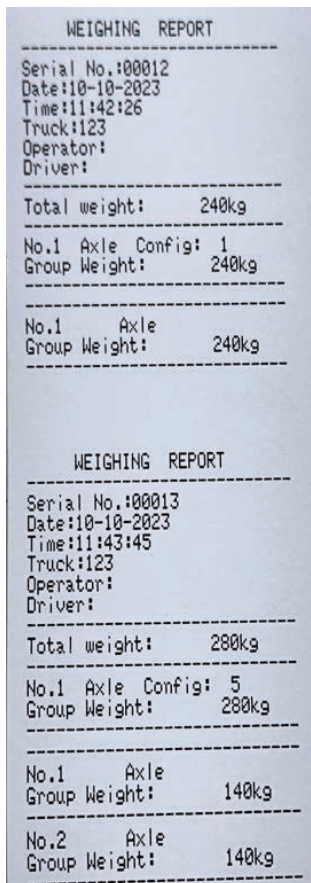 WEIGHING REPORT
------------------------------
Serial No.:00012
Date:10-10-2023
Time:11:42:26
Truck:123
Operator:
Driver:
------------------------------
Total weight: 240kg
------------------------------
No.1 Axle Config: 1
Group Weight: 240kg
------------------------------
------------------------------
No.1 Axle
Group Weight: 240kg
------------------------------
WEIGHING REPORT
------------------------------
Serial No.:00013
Date:10-10-2023
Time:11:43:45
Truck:123
Operator:
Driver:
------------------------------
Total weight: 280kg
------------------------------
No.1 Axle Config: 5
Group Weight: 280kg
------------------------------
------------------------------
No.1 Axle
Group Weight: 140kg
------------------------------
No.2 Axle
Group Weight: 140kg
------------------------------